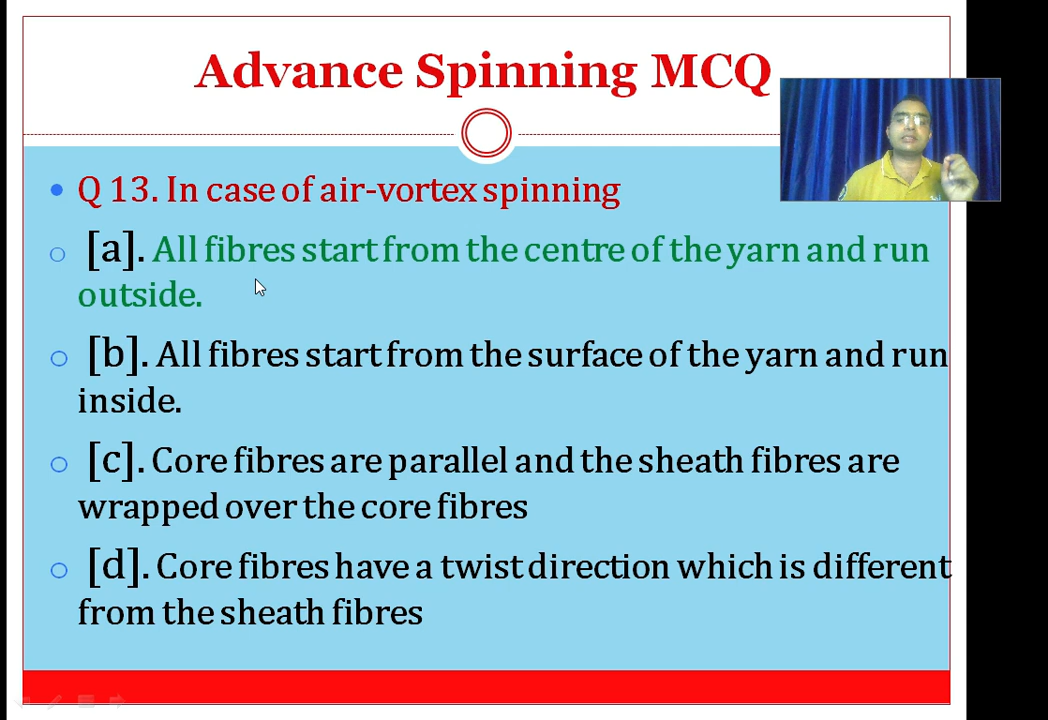 Advance Spinning MCQ
Q 13. In case of air-vortex spinning
[a]. All fibres start from the centre of the yarn and run
outside.
[b]. All fibres start from the surface of the yarn and run
inside.
[c]. Core fibres are parallel and the sheath fibres are
wrapped over the core fibres
[d]. Core fibres have a twist direction which is different
from the sheath fibres